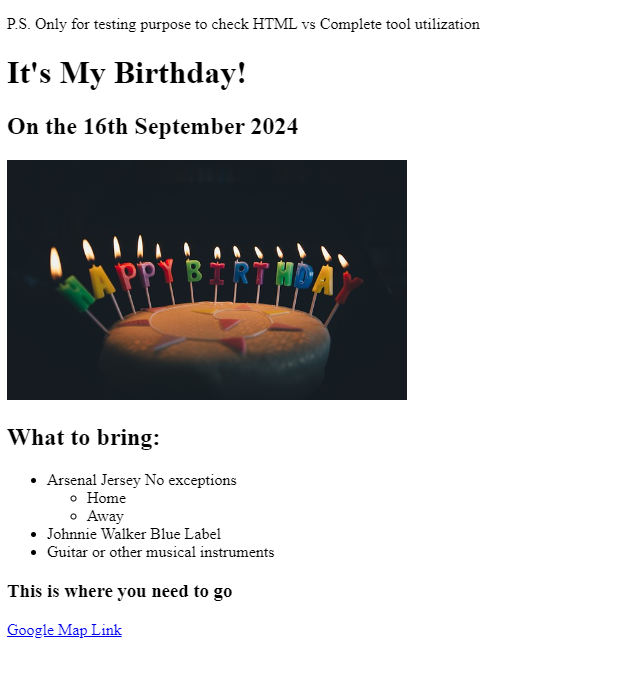 P.S. Only for testing purpose to check HTML vs Complete tool utilization
It's My Birthday!
On the 16th September 2024
HAPPY BIRTHDAY
What to bring:
Arsenal Jersey No exceptions
Home
Away
Johnnie Walker Blue Label
Guitar or other musical instruments
This is where you need to go
Google Map Link